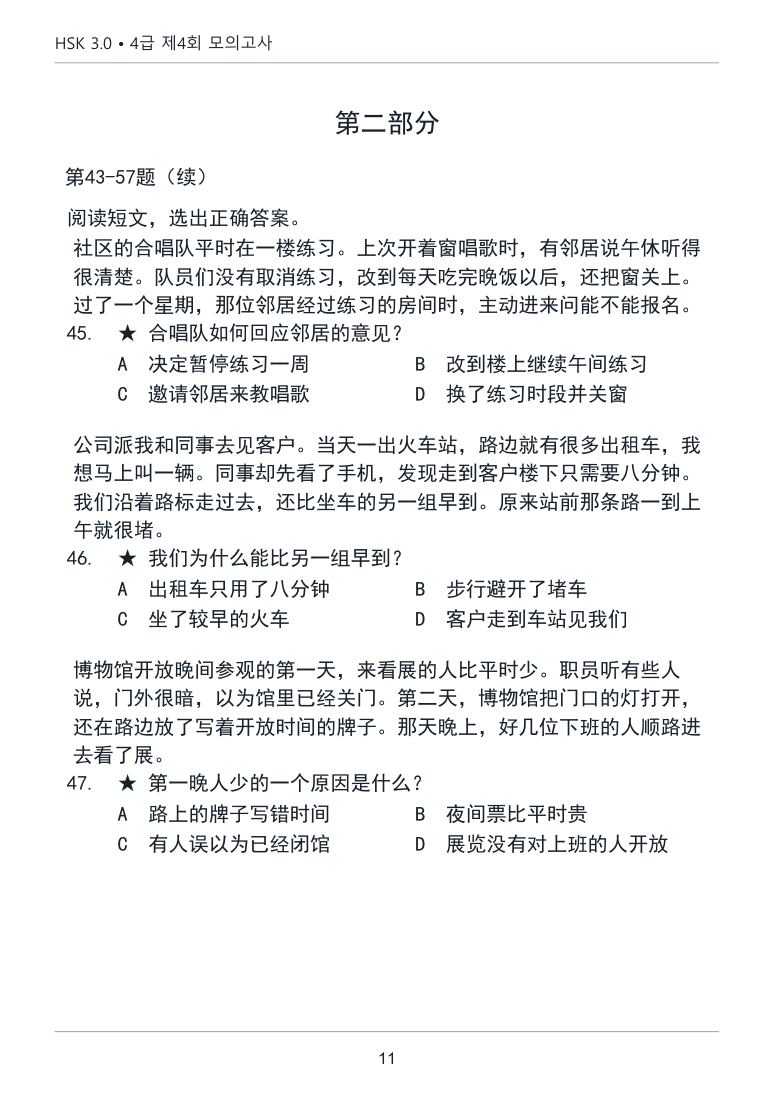 HSK 3.0 • 4급 제4회 모의고사
第二部分
第43-57题（续）
阅读短文，选出正确答案。
社区的合唱队平时在一楼练习。上次开着窗唱歌时，有邻居说午休听得
很清楚。队员们没有取消练习，改到每天吃完晚饭以后，还把窗关上。
过了一个星期，那位邻居经过练习的房间时，主动进来问能不能报名。
45. ★ 合唱队如何回应邻居的意见？
A 决定暂停练习一周 B 改到楼上继续午间练习
C 邀请邻居来教唱歌 D 换了练习时段并关窗
公司派我和同事去见客户。当天一出火车站，路边就有很多出租车，我
想马上叫一辆。同事却先看了手机，发现走到客户楼下只需要八分钟。
我们沿着路标走过去，还比坐车的另一组早到。原来站前那条路一到上
午就很堵。
46. ★ 我们为什么能比另一组早到？
A 出租车只用了八分钟 B 步行避开了堵车
C 坐了较早的火车 D 客户走到车站见我们
博物馆开放晚间参观的第一天，来看展的人比平时少。职员听有些人
说，门外很暗，以为馆里已经关门。第二天，博物馆把门口的灯打开，
还在路边放了写着开放时间的牌子。那天晚上，好几位下班的人顺路进
去看了展。
47. ★ 第一晚人少的一个原因是什么？
A 路上的牌子写错时间 B 夜间票比平时贵
C 有人误以为已经闭馆 D 展览没有对上班的人开放
11